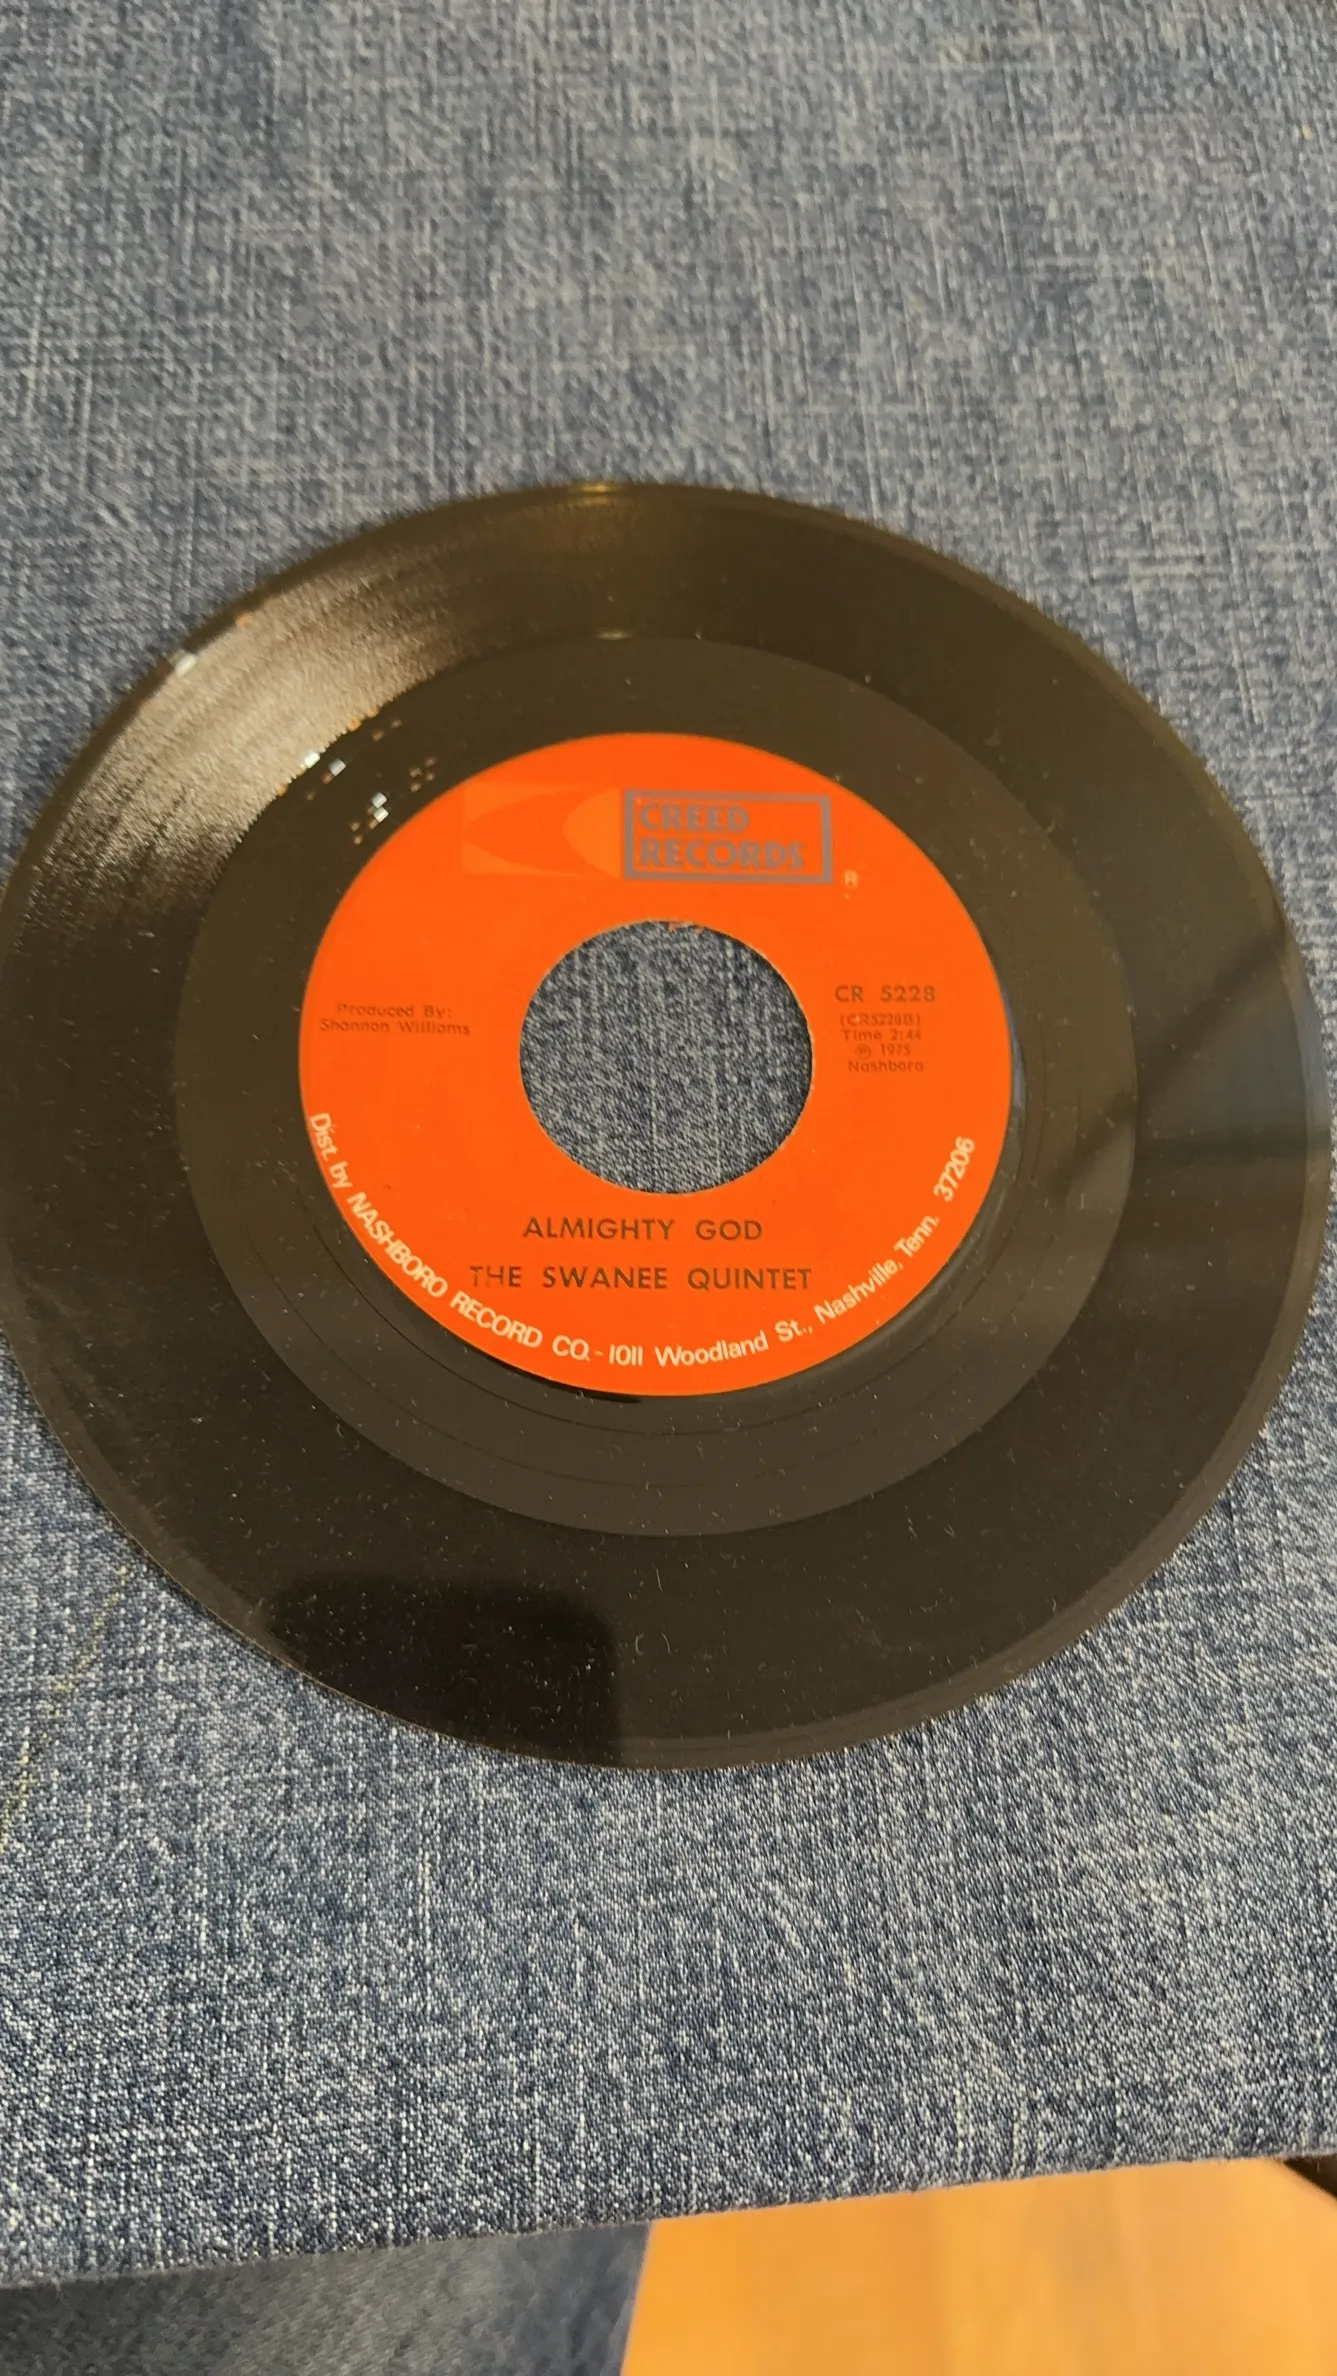 CREED
RECORDS
®
Produced By:
Shannon Williams
CR 5228
(CR5228B)
Time 2:44
℗ 1975
Nashboro
ALMIGHTY GOD
THE SWANEE QUINTET
Dist. by NASHBORO RECORD CO. - 1011 Woodland St., Nashville, Tenn. 37206